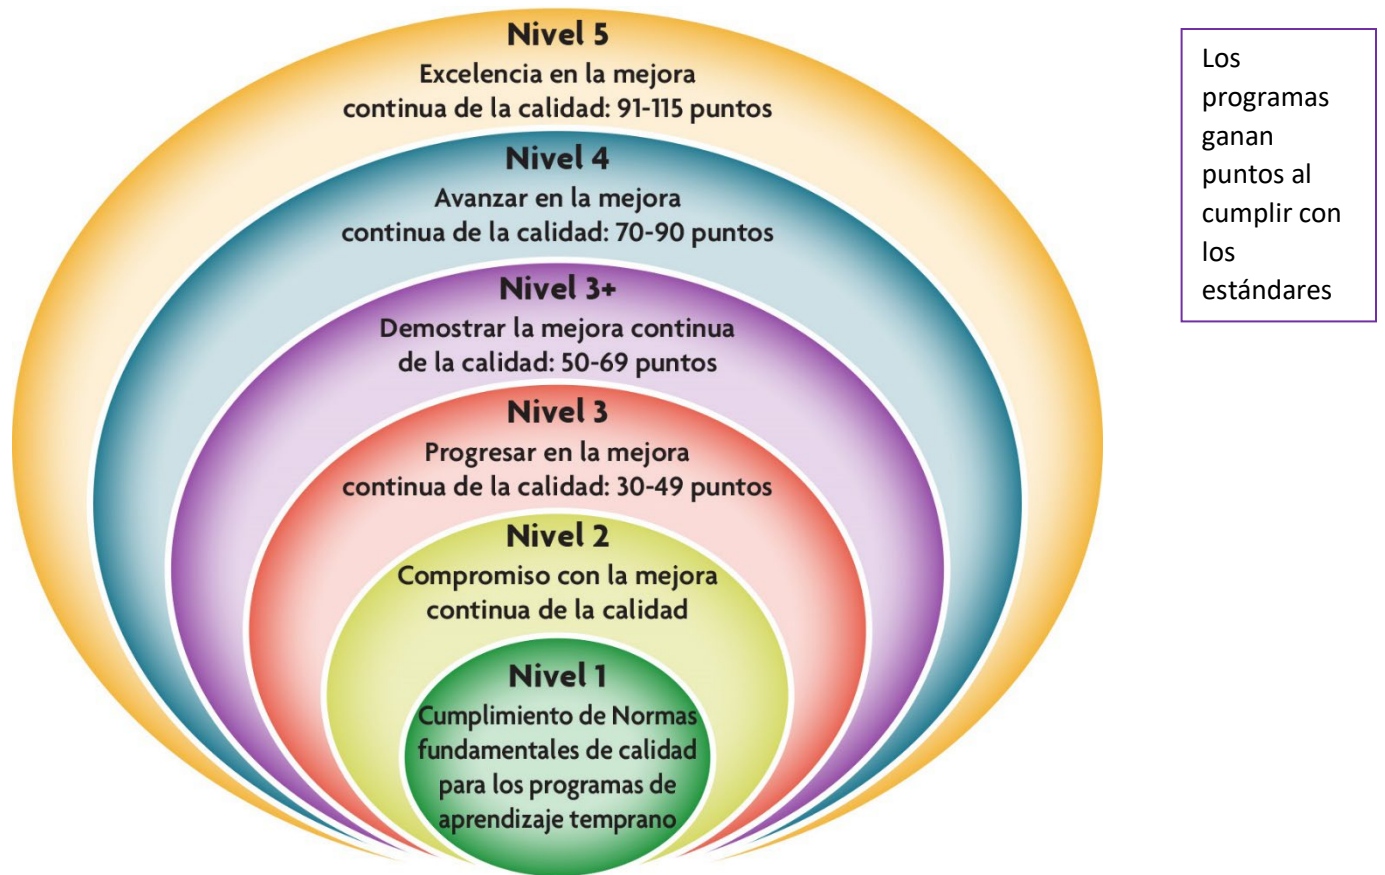 Nivel 5
Excelencia en la mejora
continua de la calidad: 91-115 puntos
Nivel 4
Avanzar en la mejora
continua de la calidad: 70-90 puntos
Nivel 3+
Demostrar la mejora continua
de la calidad: 50-69 puntos
Nivel 3
Progresar en la mejora
continua de la calidad: 30-49 puntos
Nivel 2
Compromiso con la mejora
continua de la calidad
Nivel 1
Cumplimiento de Normas
fundamentales de calidad
para los programas de
aprendizaje temprano
Los
programas
ganan
puntos al
cumplir con
los
estándares